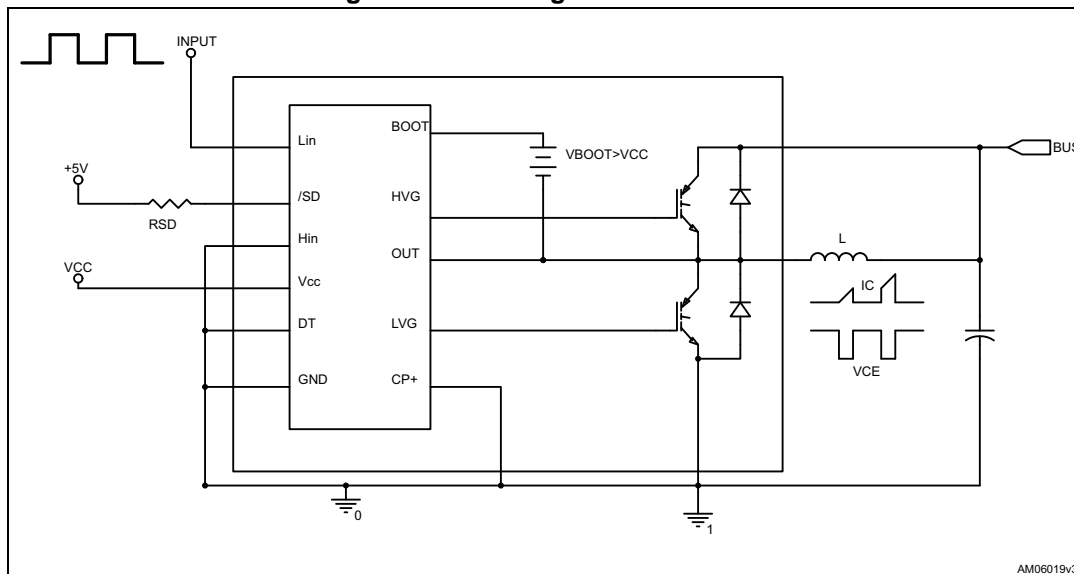 INPUT
Lin
BOOT
VBOOT>VCC
BUS
+5V
/SD
HVG
RSD
Hin
OUT
L
VCC
Vcc
IC
DT
LVG
VCE
GND
CP+
0
1
AM06019v3